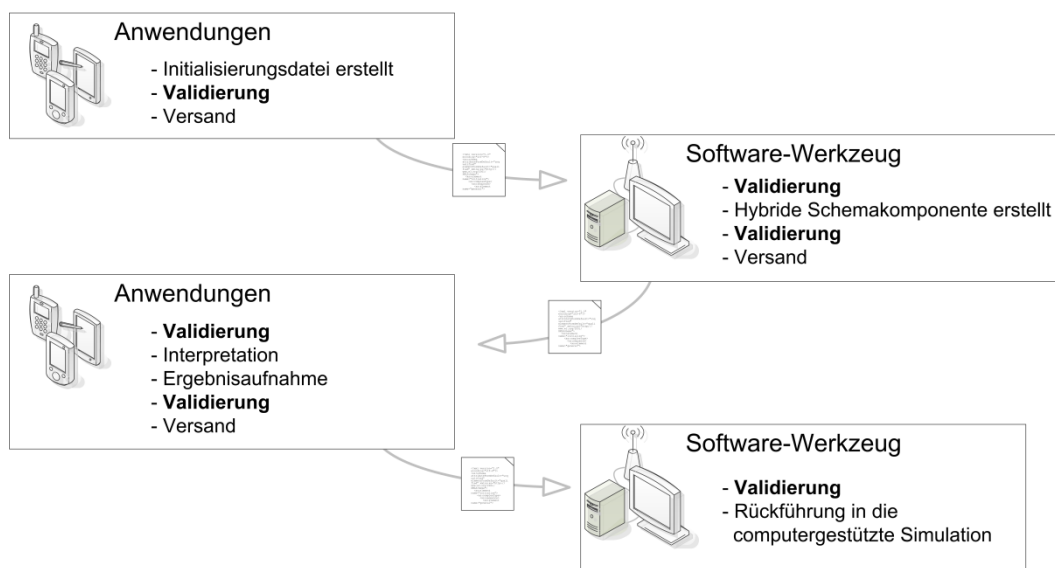 Anwendungen
- Initialisierungsdatei erstellt
- Validierung
- Versand
Software-Werkzeug
- Validierung
- Hybride Schemakomponente erstellt
- Validierung
- Versand
Anwendungen
- Validierung
- Interpretation
- Ergebnisaufnahme
- Validierung
- Versand
Software-Werkzeug
- Validierung
- Rückführung in die
computergestützte Simulation